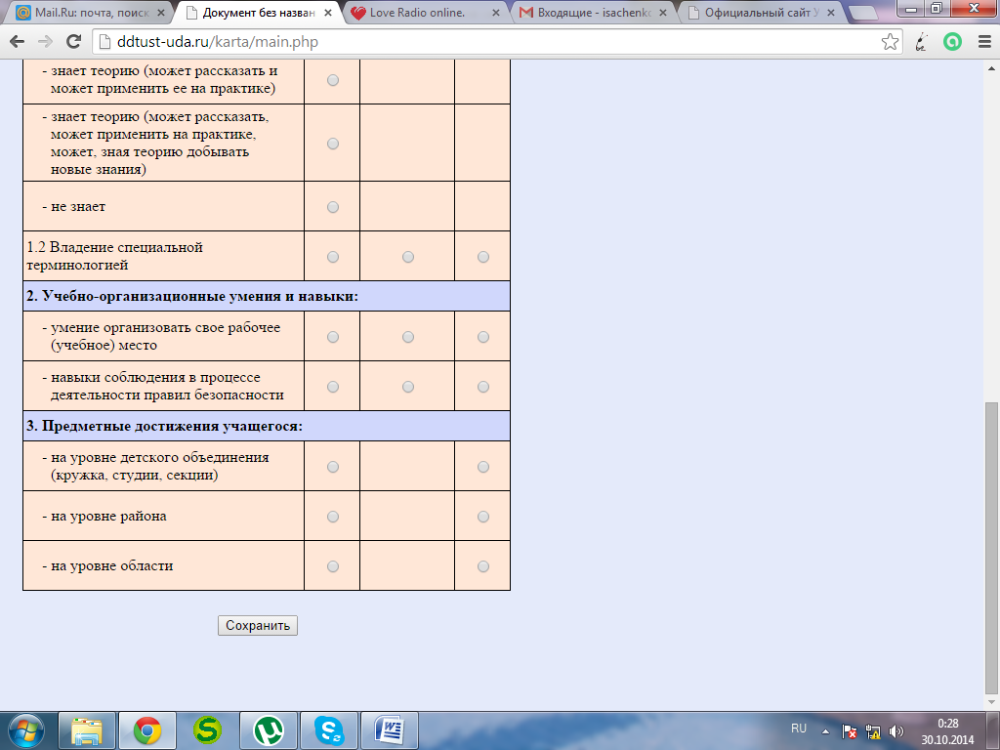 Mail.Ru: почта, поиск
Документ без назван
Love Radio online.
Входящие - isachenko
Официальный сайт У
ddtust-uda.ru/karta/main.php
- знает теорию (может рассказать и
может применить ее на практике)
- знает теорию (может рассказать,
может применить на практике,
может, зная теорию добывать
новые знания)
- не знает
1.2 Владение специальной
терминологией
2. Учебно-организационные умения и навыки:
- умение организовать свое рабочее
(учебное) место
- навыки соблюдения в процессе
деятельности правил безопасности
3. Предметные достижения учащегося:
- на уровне детского объединения
(кружка, студии, секции)
- на уровне района
- на уровне области
Сохранить
RU
0:28
30.10.2014